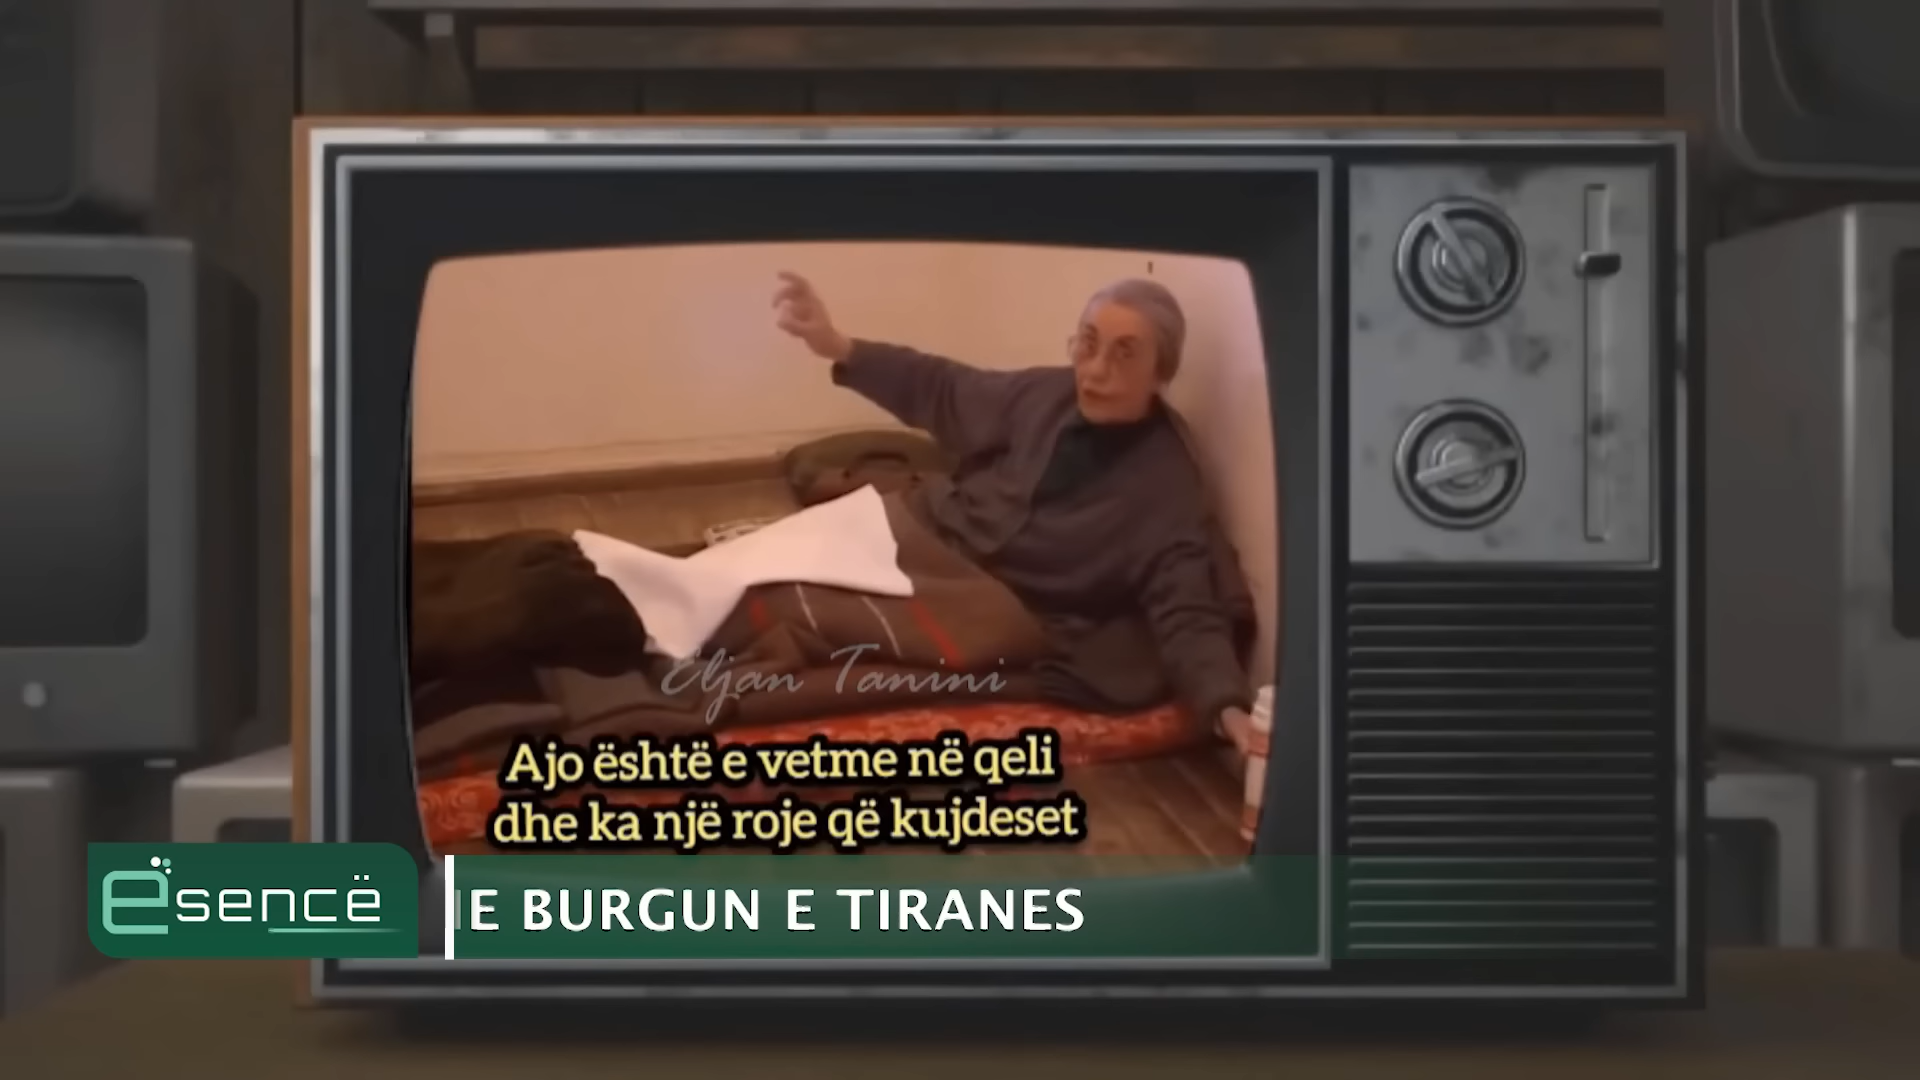 Eljan Tanini
Ajo është e vetme në qeli
dhe ka një roje që kujdeset
ësencë
E BURGUN E TIRANES